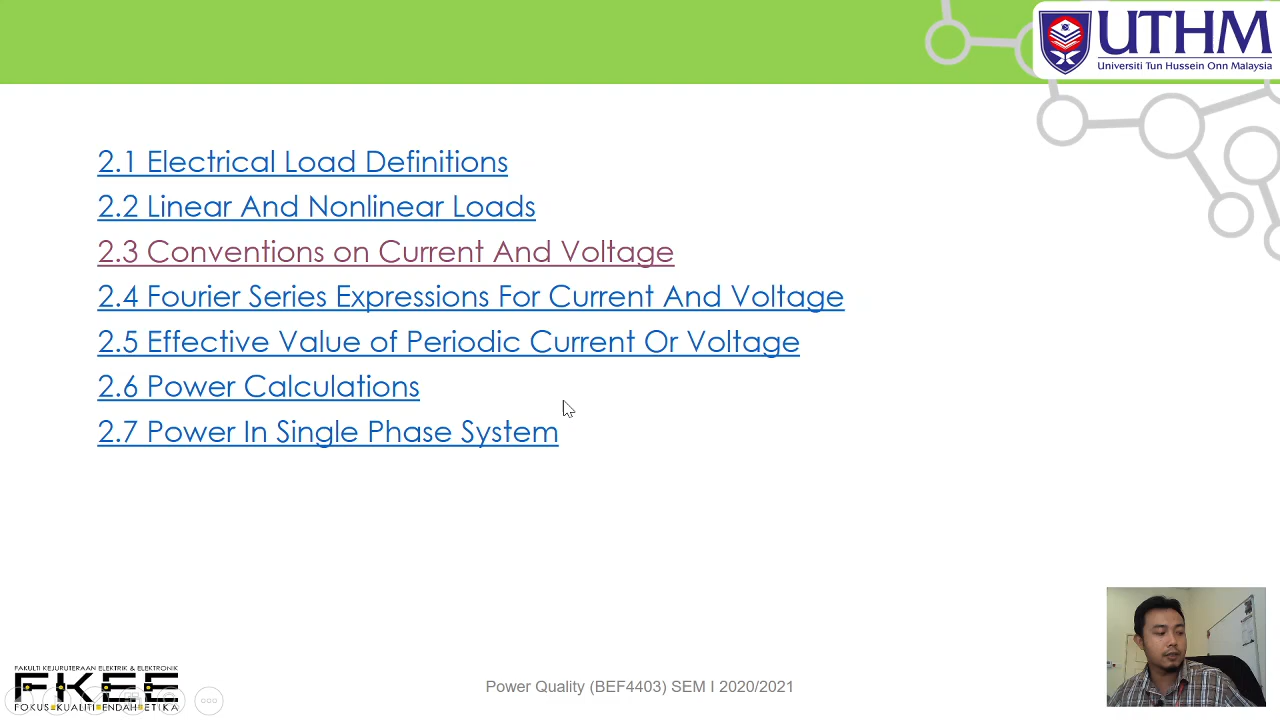 UTHM
Universiti Tun Hussein Onn Malaysia
2.1 Electrical Load Definitions
2.2 Linear And Nonlinear Loads
2.3 Conventions on Current And Voltage
2.4 Fourier Series Expressions For Current And Voltage
2.5 Effective Value of Periodic Current Or Voltage
2.6 Power Calculations
2.7 Power In Single Phase System
FAKULTI KEJURUTERAAN ELEKTRIK & ELEKTRONIK
FKEE
FOKUS KUALITI ENDAH ETIKA
Power Quality (BEF4403) SEM I 2020/2021